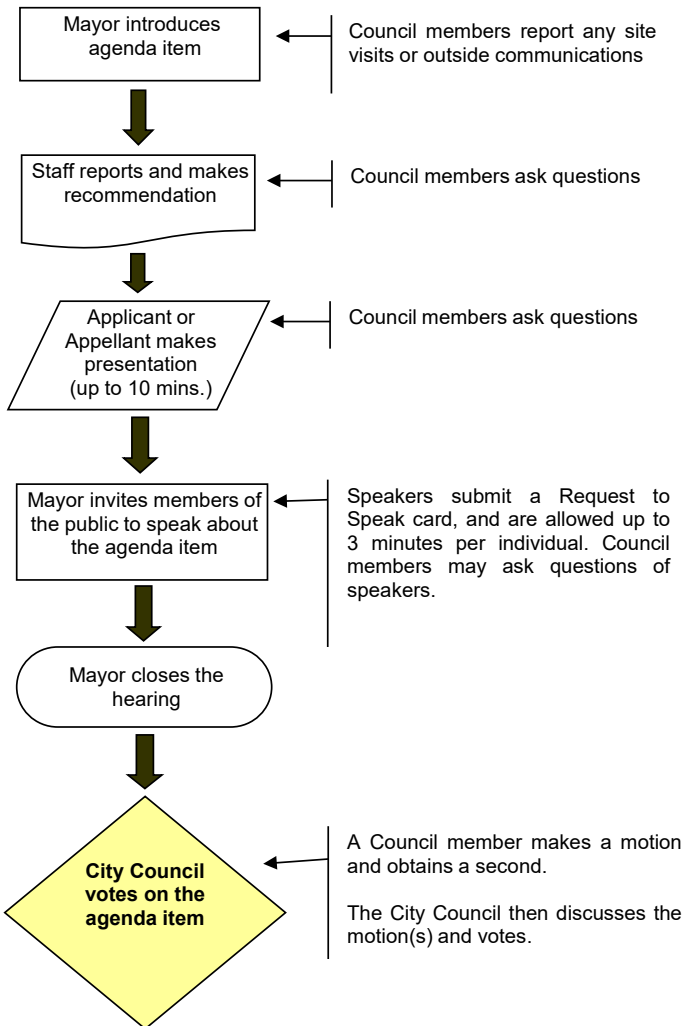 Mayor introduces
agenda item
Council members report any site
visits or outside communications
Staff reports and makes
recommendation
Council members ask questions
Applicant or
Appellant makes
presentation
(up to 10 mins.)
Council members ask questions
Mayor invites members of
the public to speak about
the agenda item
Speakers submit a Request to
Speak card, and are allowed up to
3 minutes per individual. Council
members may ask questions of
speakers.
Mayor closes the
hearing
City Council
votes on the
agenda item
A Council member makes a motion
and obtains a second.
The City Council then discusses the
motion(s) and votes.